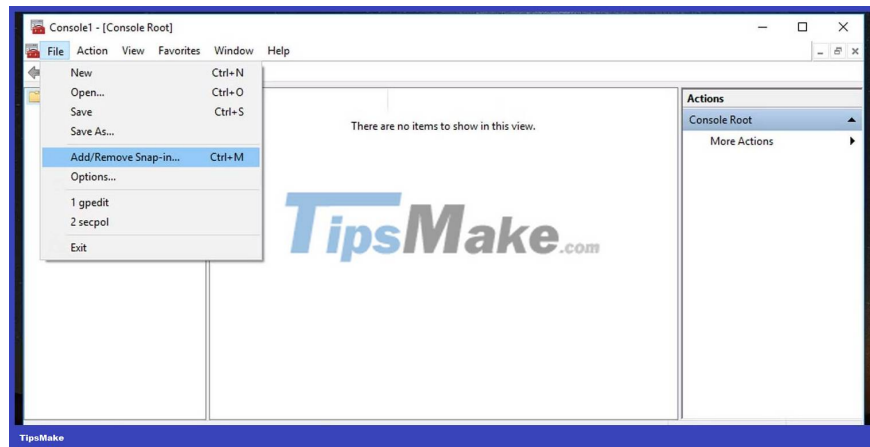 Console1 - [Console Root]
File Action View Favorites Window Help
New Ctrl+N
Open... Ctrl+O
Save Ctrl+S
Save As...
Add/Remove Snap-in... Ctrl+M
Options...
1 gpedit
2 secpol
Exit
There are no items to show in this view.
Actions
Console Root
More Actions
TipsMake.com
TipsMake